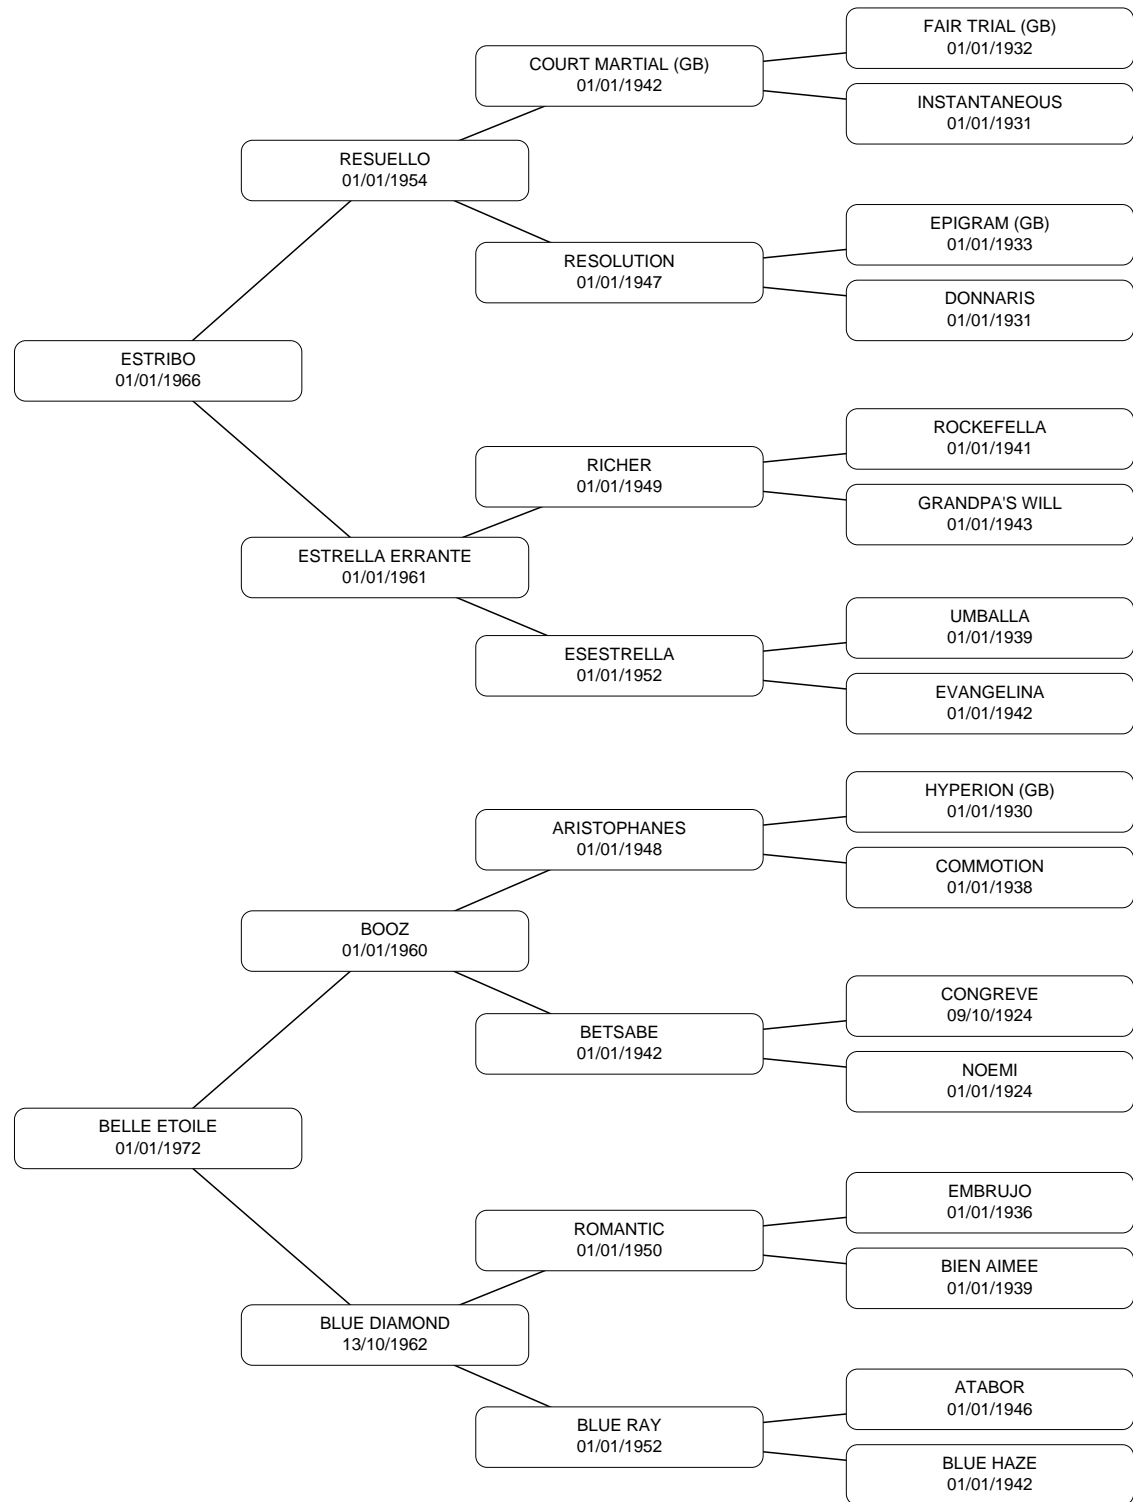 FAIR TRIAL (GB)
01/01/1932
COURT MARTIAL (GB)
01/01/1942
INSTANTANEOUS
01/01/1931
RESUELLO
01/01/1954
EPIGRAM (GB)
01/01/1933
RESOLUTION
01/01/1947
DONNARIS
01/01/1931
ESTRIBO
01/01/1966
ROCKEFELLA
01/01/1941
RICHER
01/01/1949
GRANDPA'S WILL
01/01/1943
ESTRELLA ERRANTE
01/01/1961
UMBALLA
01/01/1939
ESESTRELLA
01/01/1952
EVANGELINA
01/01/1942
HYPERION (GB)
01/01/1930
ARISTOPHANES
01/01/1948
COMMOTION
01/01/1938
BOOZ
01/01/1960
CONGREVE
09/10/1924
BETSABE
01/01/1942
NOEMI
01/01/1924
BELLE ETOILE
01/01/1972
EMBRUJO
01/01/1936
ROMANTIC
01/01/1950
BIEN AIMEE
01/01/1939
BLUE DIAMOND
13/10/1962
ATABOR
01/01/1946
BLUE RAY
01/01/1952
BLUE HAZE
01/01/1942